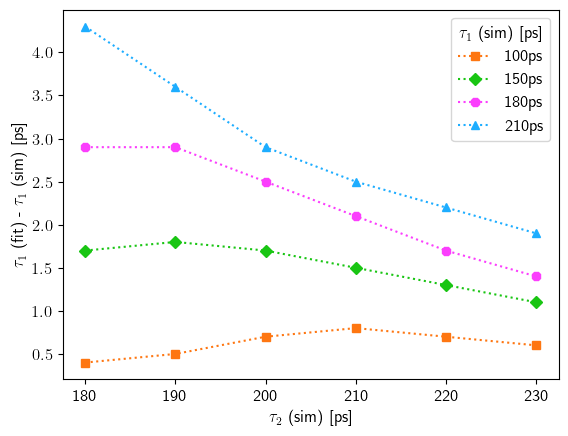 τ₁ (sim) [ps]
100ps
150ps
180ps
210ps
τ₁ (fit) - τ₁ (sim) [ps]
4.0
3.5
3.0
2.5
2.0
1.5
1.0
0.5
180 190 200 210 220 230
τ₂ (sim) [ps]